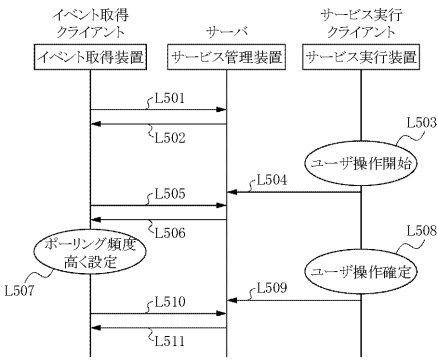 イベント取得
クライアント
サーバ
サービス実行
クライアント
イベント取得装置
サービス管理装置
サービス実行装置
L501
L502
L503
ユーザ操作開始
L504
L505
L506
ポーリング頻度
高く設定
L507
L508
ユーザ操作確定
L509
L510
L511